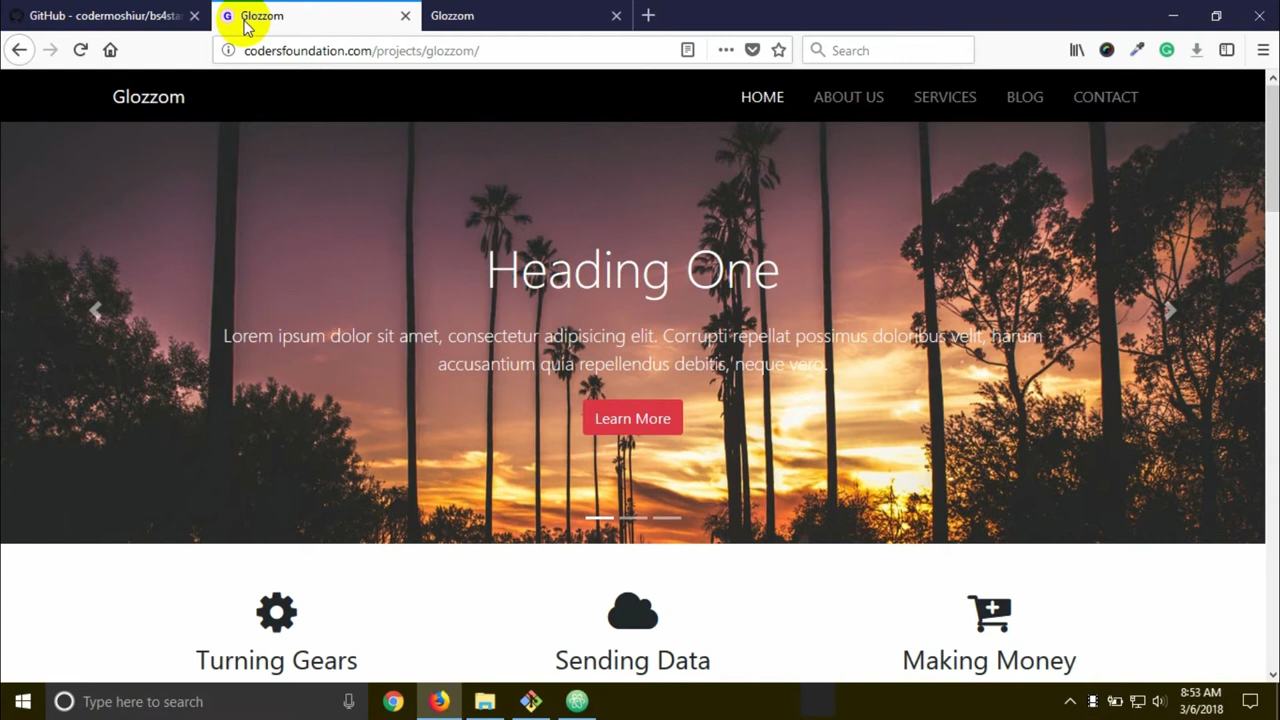 GitHub - codermoshiur/bs4sta
Glozzom
Glozzom
codersfoundation.com/projects/glozzom/
Search
Glozzom
HOME
ABOUT US
SERVICES
BLOG
CONTACT
Heading One
Lorem ipsum dolor sit amet, consectetur adipisicing elit. Corrupti repellat possimus doloribus velit, harum
accusantium quia repellendus debitis, neque vero.
Learn More
Turning Gears
Sending Data
Making Money
Type here to search
8:53 AM
3/6/2018